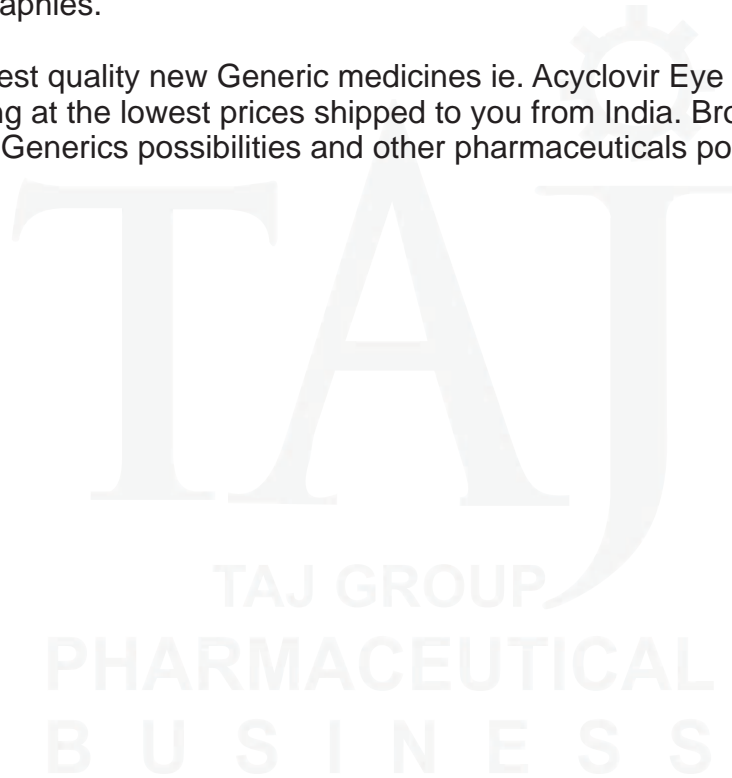 aphies.
est quality new Generic medicines ie. Acyclovir Eye
ng at the lowest prices shipped to you from India. Bro
Generics possibilities and other pharmaceuticals po
TAJ
TAJ GROUP
PHARMACEUTICAL
BUSINESS